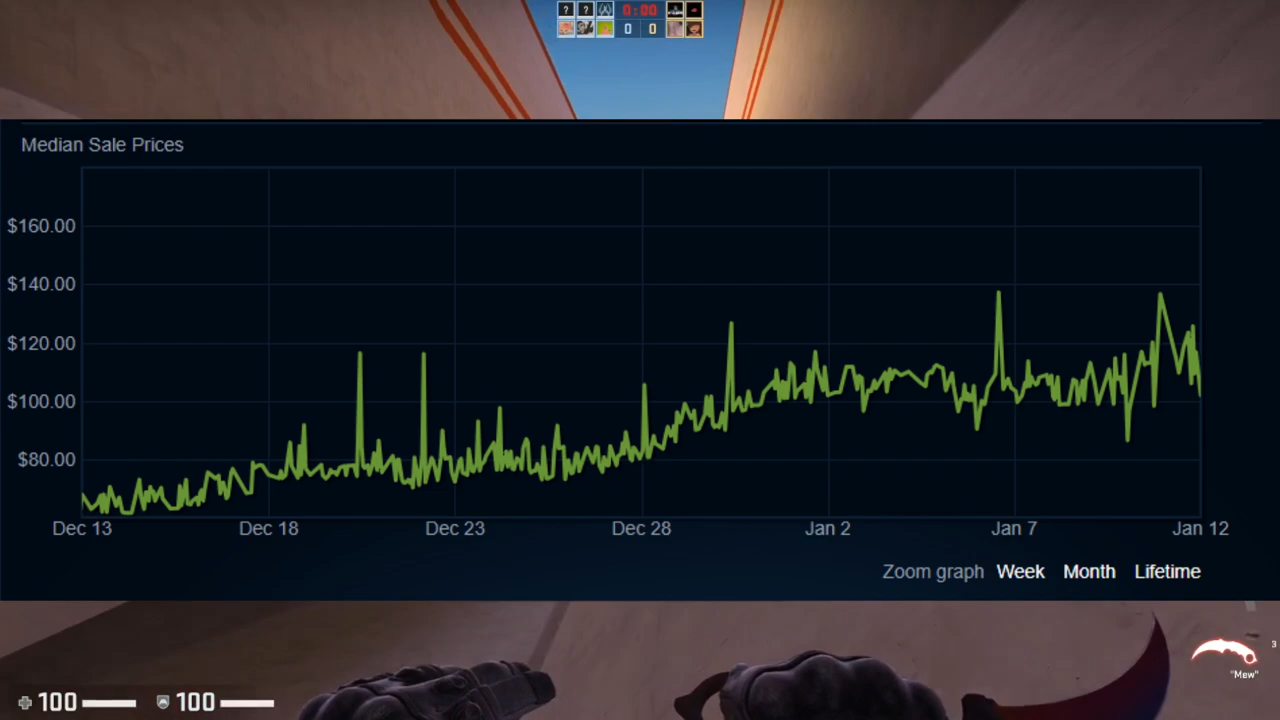 ? ? 0:00
0 0
Median Sale Prices
$160.00
$140.00
$120.00
$100.00
$80.00
Dec 13 Dec 18 Dec 23 Dec 28 Jan 2 Jan 7 Jan 12
Zoom graph Week Month Lifetime
3
"Mew"
100 100